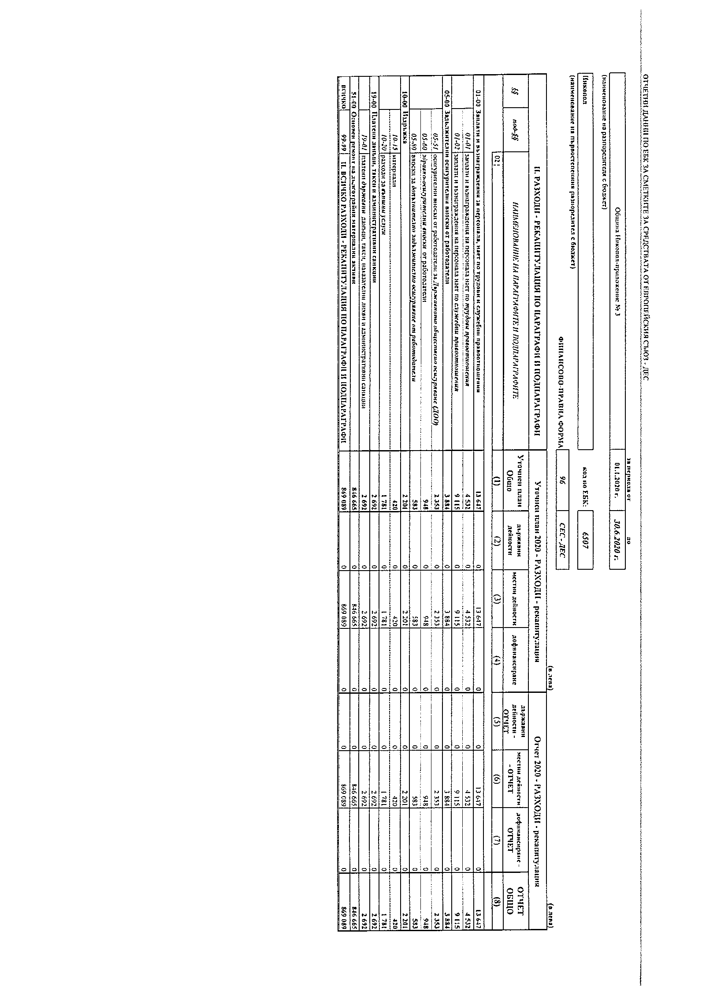 ОТЧЕТНИ ДАННИ ПО ЕБК ЗА СМЕТКИТЕ ЗА СРЕДСТВАТА ОТ ЕВРОПЕЙСКИЯ СЪЮЗ - ДЕС
за периода от до
Община Никопол-приложение № 3 01.1.2020 г. 30.6.2020 г.
(наименование на разпоредителя с бюджет)
Никопол код по ЕБК: 6507
(наименование на първостепенния разпоредител с бюджет)
ФИНАНСОВО-ПРАВНА ФОРМА 96 СЕС - ДЕС
(в лева) (в лева)
II. РАЗХОДИ - РЕКАПИТУЛАЦИЯ ПО ПАРАГРАФИ И ПОДПАРАГРАФИ Уточнен план 2020 - РАЗХОДИ - рекапитулация Отчет 2020 - РАЗХОДИ - рекапитулация
§§ под-§§ НАИМЕНОВАНИЕ НА ПАРАГРАФИТЕ И ПОДПАРАГРАФИТЕ Уточнен план Общо държавни дейности местни дейности дофинансиране държавни дейности - ОТЧЕТ местни дейности - ОТЧЕТ дофинансиране - ОТЧЕТ ОТЧЕТ ОБЩО
(1) (2) (3) (4) (5) (6) (7) (8)
01-00 Заплати и възнаграждения за персонала, нает по трудови и служебни правоотношения 13 647 0 13 647 0 0 13 647 0 13 647
01-01 заплати и възнаграждения на персонала нает по трудови правоотношения 4 532 0 4 532 0 0 4 532 0 4 532
01-02 заплати и възнаграждения на персонала нает по служебни правоотношения 9 115 0 9 115 0 0 9 115 0 9 115
05-00 Задължителни осигурителни вноски от работодатели 3 884 0 3 884 0 0 3 884 0 3 884
05-51 осигурителни вноски от работодатели за Държавното обществено осигуряване (ДОО) 2 353 0 2 353 0 0 2 353 0 2 353
05-60 здравно-осигурителни вноски от работодатели 948 0 948 0 0 948 0 948
05-80 вноски за допълнително задължително осигуряване от работодатели 583 0 583 0 0 583 0 583
10-00 Издръжка 2 201 0 2 201 0 0 2 201 0 2 201
10-15 материали 420 0 420 0 0 420 0 420
10-20 разходи за външни услуги 1 781 0 1 781 0 0 1 781 0 1 781
19-00 Платени данъци, такси и административни санкции 2 692 0 2 692 0 0 2 692 0 2 692
19-01 платени държавни данъци, такси, наказателни лихви и административни санкции 2 692 0 2 692 0 0 2 692 0 2 692
51-00 Основен ремонт на дълготрайни материални активи 846 665 0 846 665 0 0 846 665 0 846 665
всичко 99-99 II. ВСИЧКО РАЗХОДИ - РЕКАПИТУЛАЦИЯ ПО ПАРАГРАФИ И ПОДПАРАГРАФИ 869 089 0 869 089 0 0 869 089 0 869 089